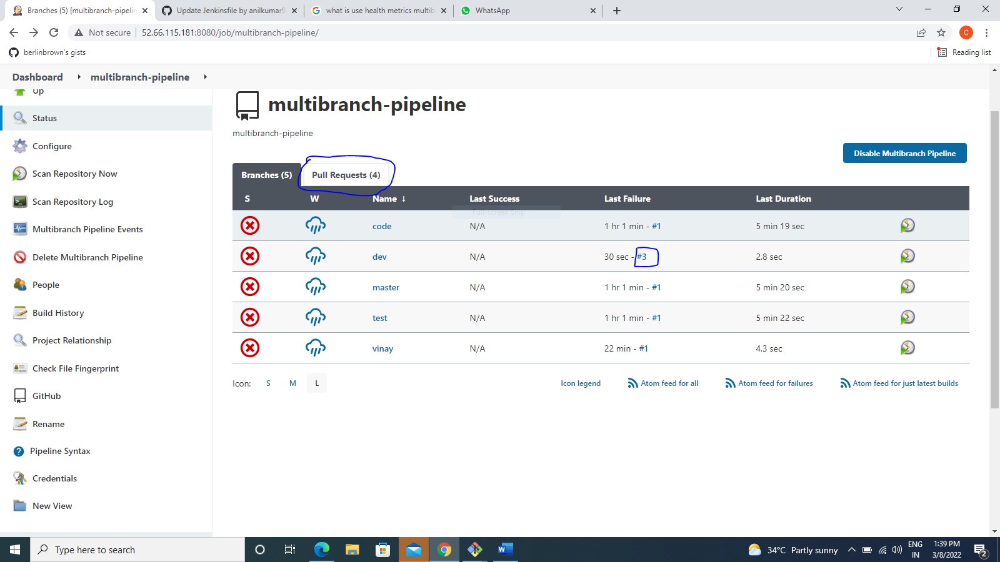 Branches (5) [multibranch-pipelin
Update Jenkinsfile by anilkumar9
what is use health metrics multib
WhatsApp
Not secure
52.66.115.181:8080/job/multibranch-pipeline/
C
berlinbrown's gists
Reading list
Dashboard
multibranch-pipeline
Up
Status
Configure
Scan Repository Now
Scan Repository Log
Multibranch Pipeline Events
Delete Multibranch Pipeline
People
Build History
Project Relationship
Check File Fingerprint
GitHub
Rename
Pipeline Syntax
Credentials
New View
multibranch-pipeline
multibranch-pipeline
Disable Multibranch Pipeline
Branches (5) Pull Requests (4)
S W Name ↓ Last Success Last Failure Last Duration
Full-screen Snip
code N/A 1 hr 1 min - #1 5 min 19 sec
dev N/A 30 sec - #3 2.8 sec
master N/A 1 hr 1 min - #1 5 min 20 sec
test N/A 1 hr 1 min - #1 5 min 22 sec
vinay N/A 22 min - #1 4.3 sec
Icon: S M L
Icon legend Atom feed for all Atom feed for failures Atom feed for just latest builds
Type here to search
34°C Partly sunny
ENG
IN
1:39 PM
3/8/2022
2